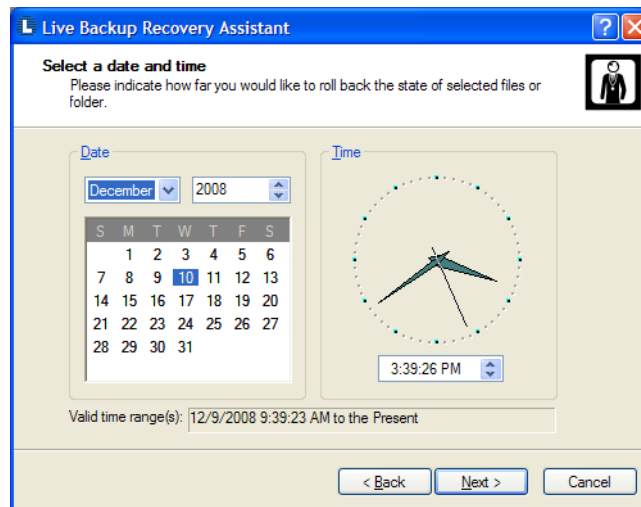 Live Backup Recovery Assistant
Select a date and time
Please indicate how far you would like to roll back the state of selected files or
folder.
Date
Time
December 2008
S M T W T F S
1 2 3 4 5 6
7 8 9 10 11 12 13
14 15 16 17 18 19 20
21 22 23 24 25 26 27
28 29 30 31
3:39:26 PM
Valid time range(s): 12/9/2008 9:39:23 AM to the Present
< Back Next > Cancel